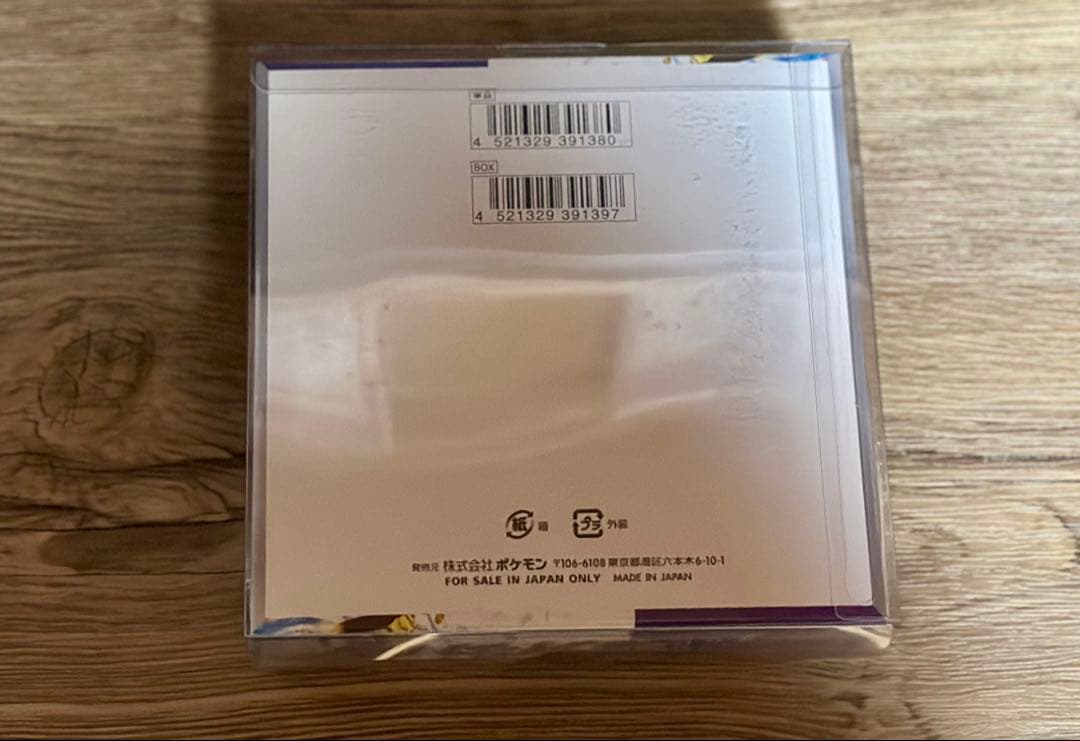 単品
4 521329 391380
BOX
4 521329 391397
紙 箱
プラ 外装
発売元 株式会社ポケモン 〒106-6108 東京都港区六本木6-10-1
FOR SALE IN JAPAN ONLY MADE IN JAPAN